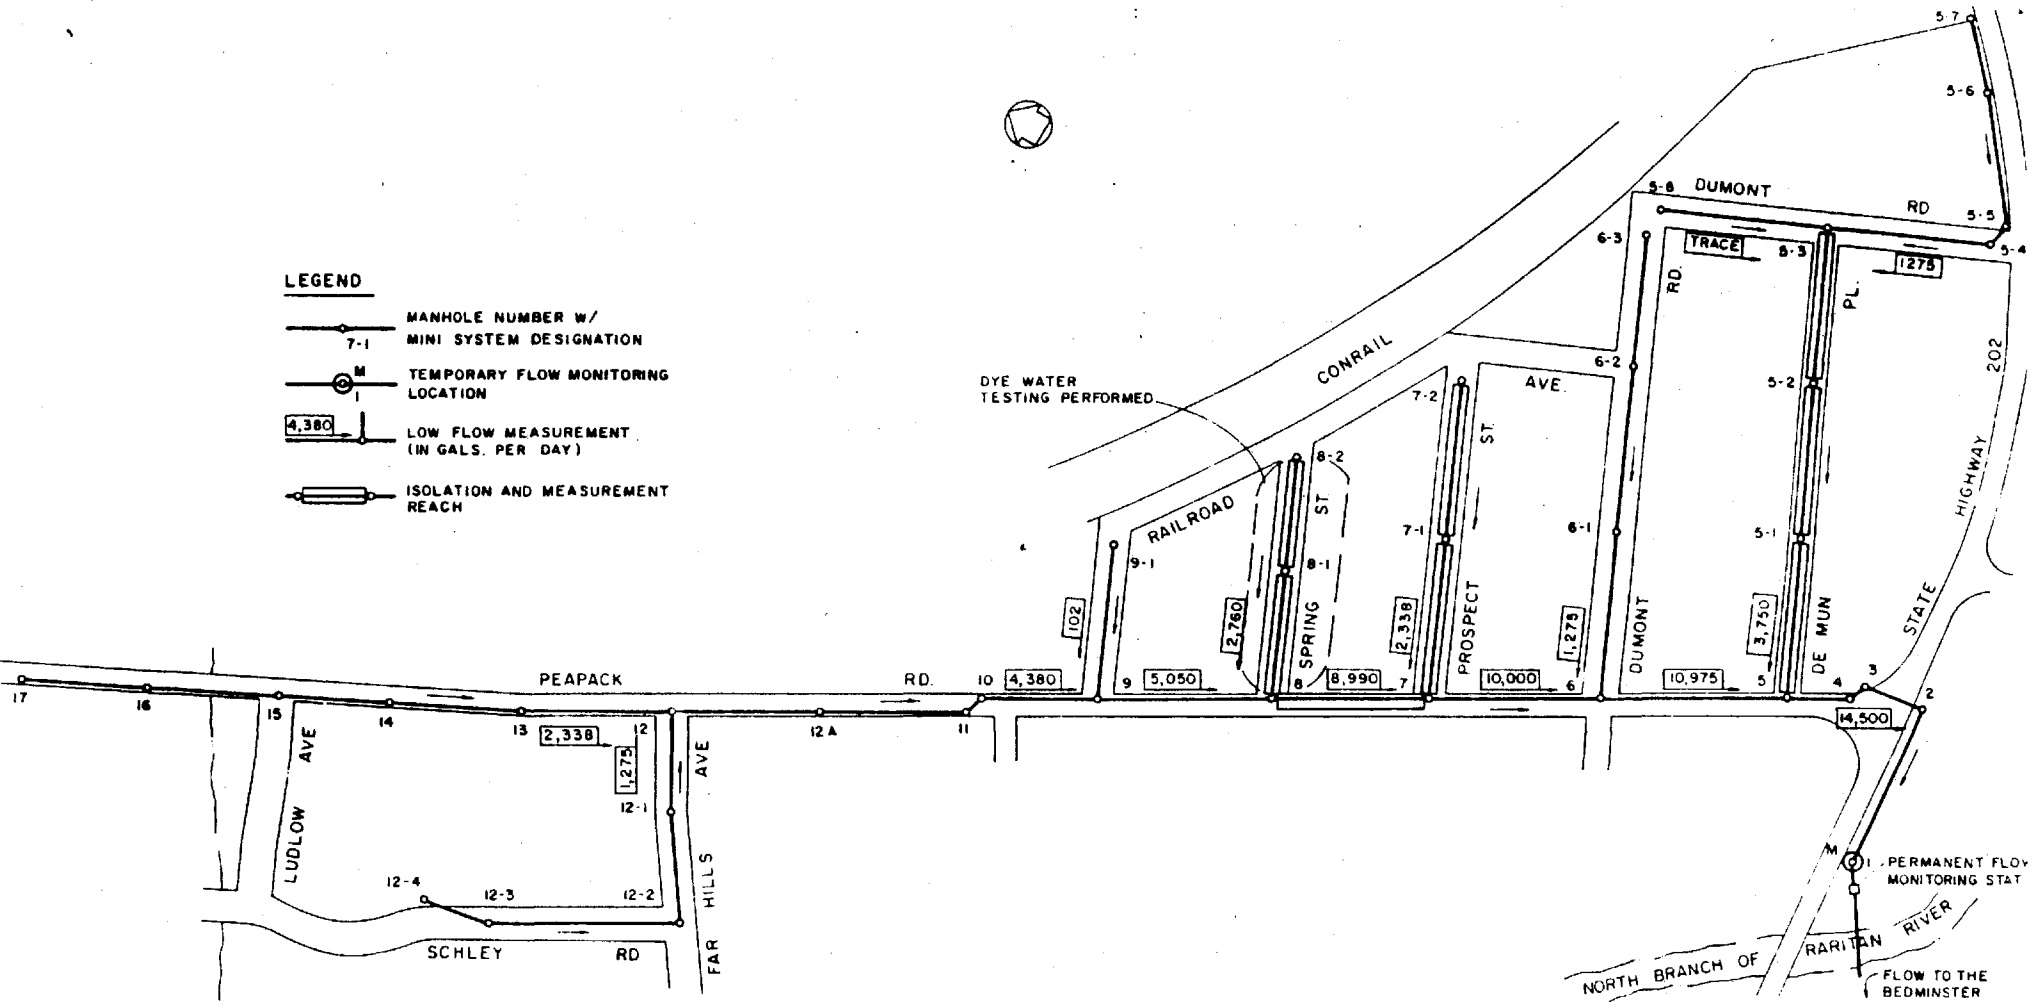 5-7
5-6
5-8 DUMONT
RD
5-5
6-3
TRACE
5-3
5-4
1275
RD.
PL.
LEGEND
MANHOLE NUMBER W/
7-1 MINI SYSTEM DESIGNATION
M TEMPORARY FLOW MONITORING
1 LOCATION
4,380 LOW FLOW MEASUREMENT
(IN GALS. PER DAY)
ISOLATION AND MEASUREMENT
REACH
CONRAIL
DYE WATER
TESTING PERFORMED
6-2
AVE.
5-2
202
7-2
ST.
8-2
ST
RAILROAD
HIGHWAY
7-1
6-1
5-1
9-1
8-1
102
2,760
SPRING
2,338
PROSPECT
1,275
DUMONT
3,750
DE MUN
STATE
17
16
15
14
13
PEAPACK
RD.
10
4,380
9
5,050
8
8,990
7
10,000
6
10,975
5
4
3
2
14,500
2,338
12
12A
11
1,275
12-1
AVE
AVE
LUDLOW
FAR HILLS
12-4
12-3
12-2
SCHLEY
RD
M
1
PERMANENT FLOW
MONITORING STAT
NORTH BRANCH OF RARITAN RIVER
FLOW TO THE
BEDMINSTER